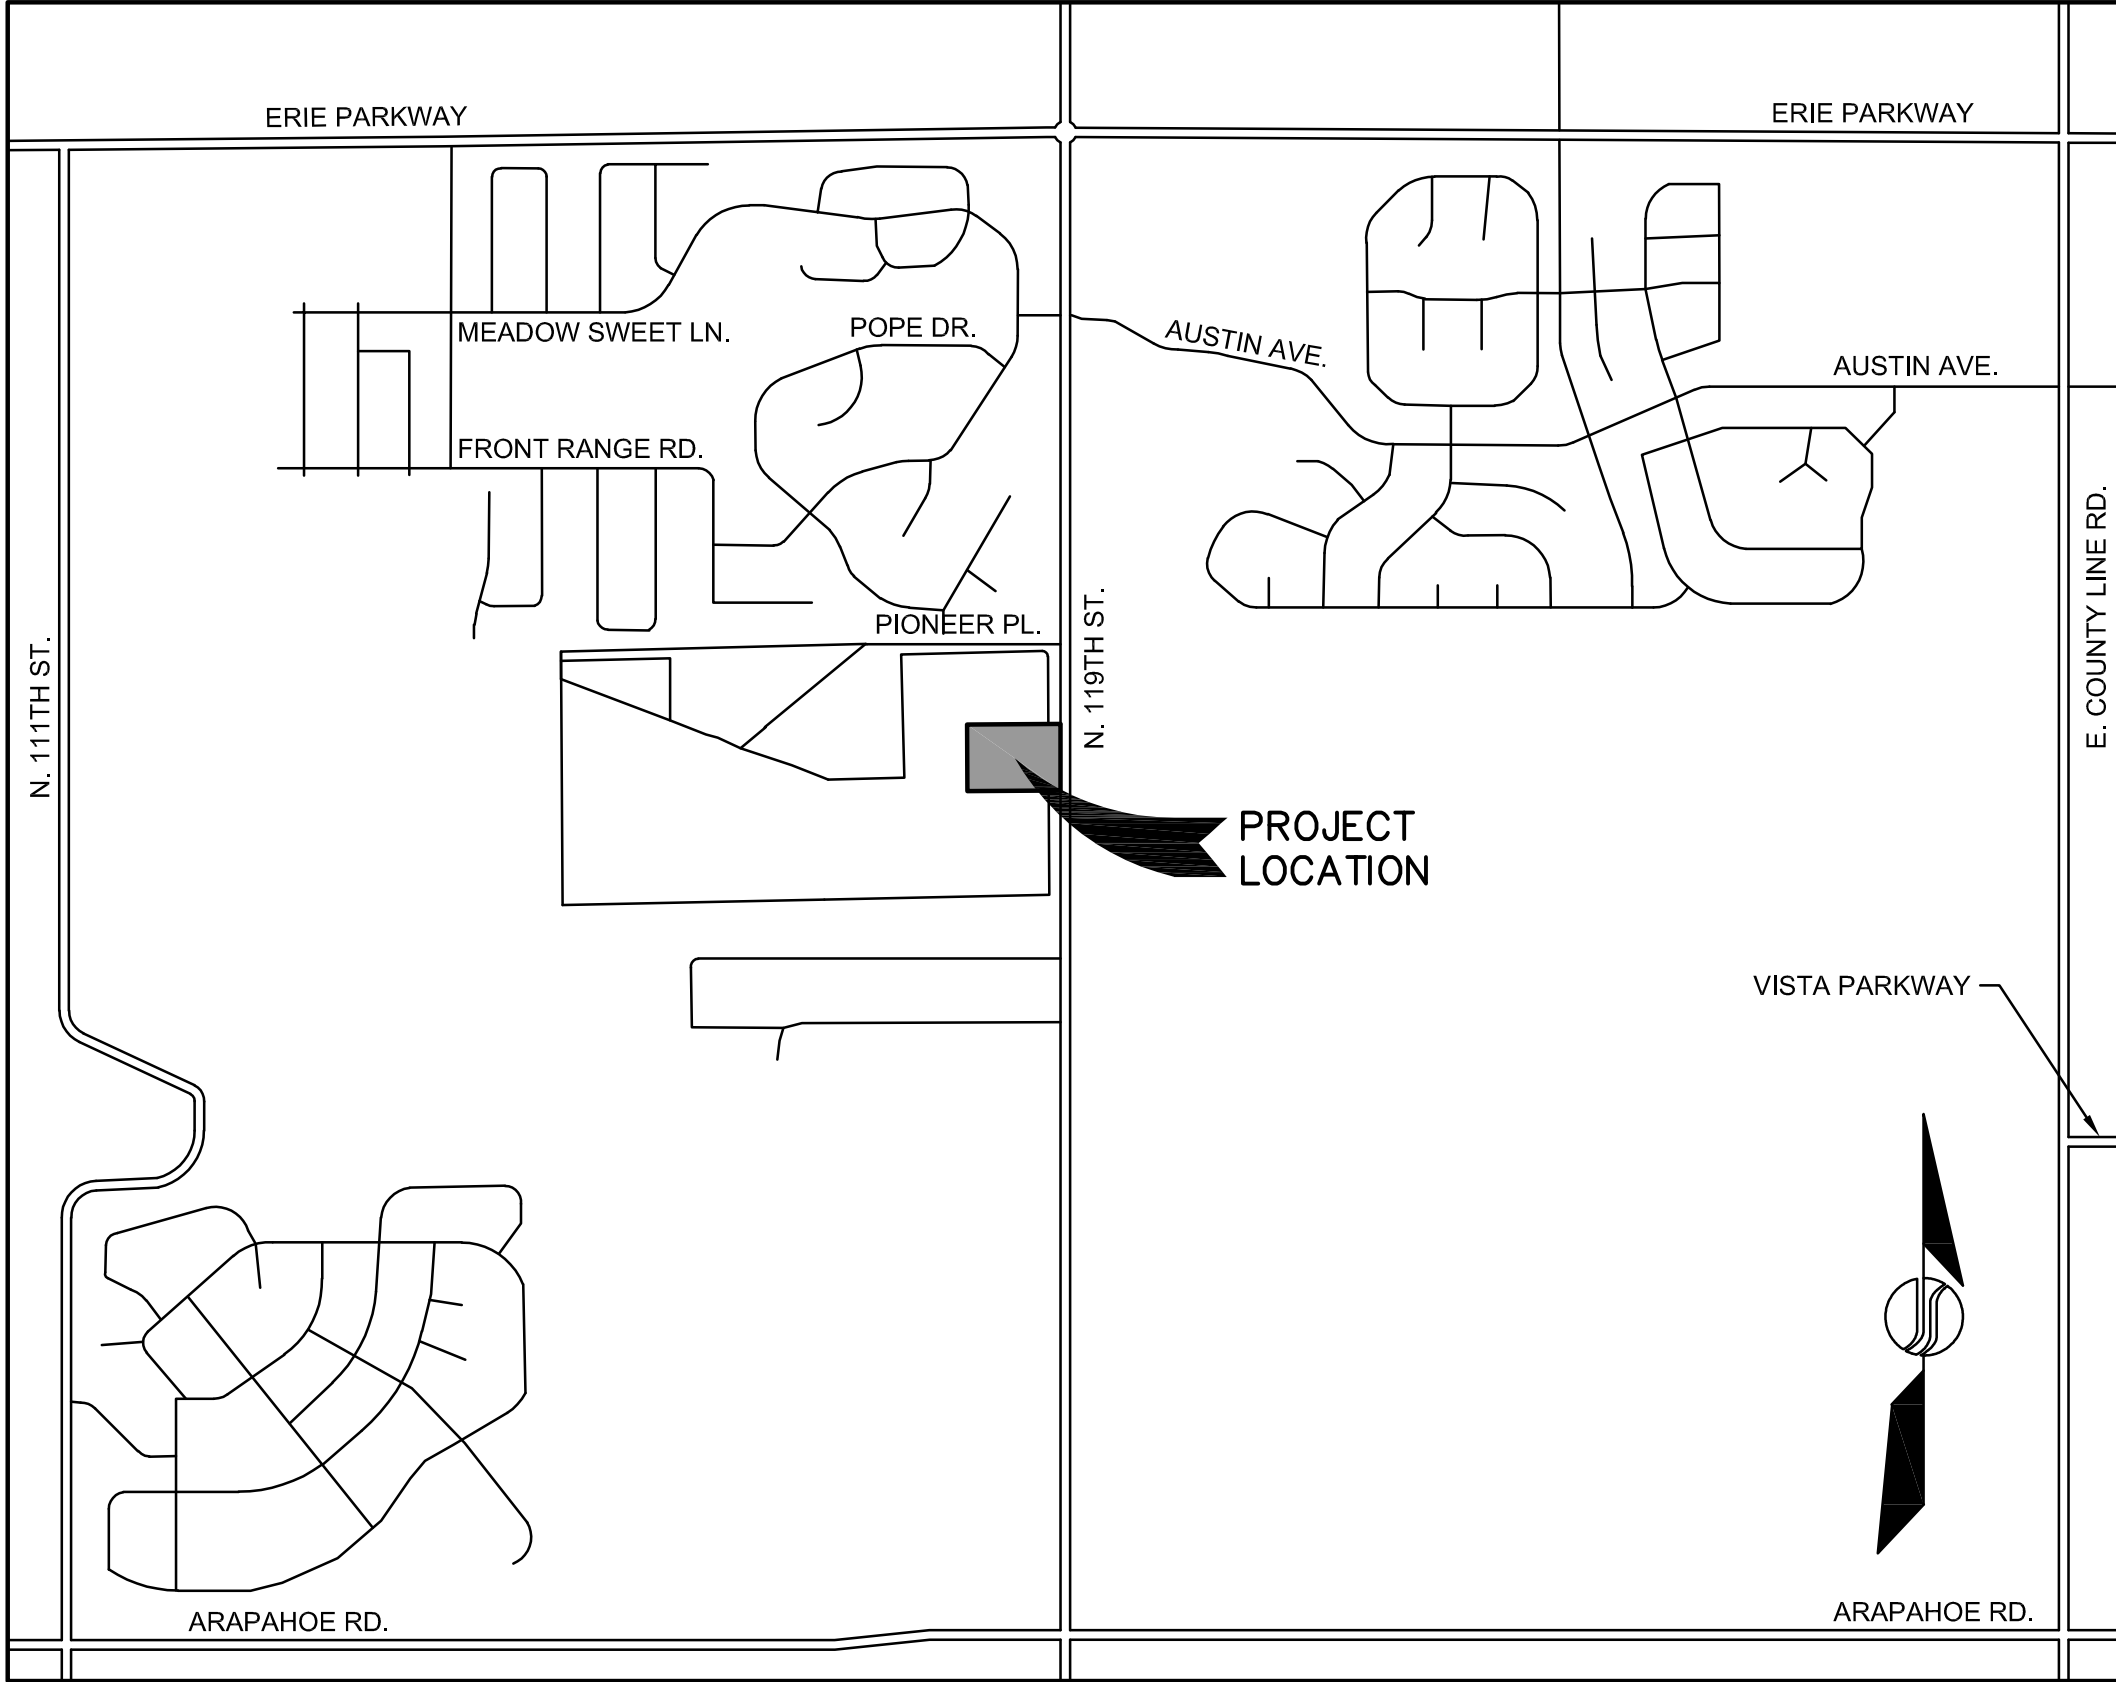 ERIE PARKWAY
ERIE PARKWAY
MEADOW SWEET LN.
POPE DR.
AUSTIN AVE.
AUSTIN AVE.
FRONT RANGE RD.
PIONEER PL.
N. 111TH ST.
N. 119TH ST.
E. COUNTY LINE RD.
PROJECT
LOCATION
VISTA PARKWAY
ARAPAHOE RD.
ARAPAHOE RD.